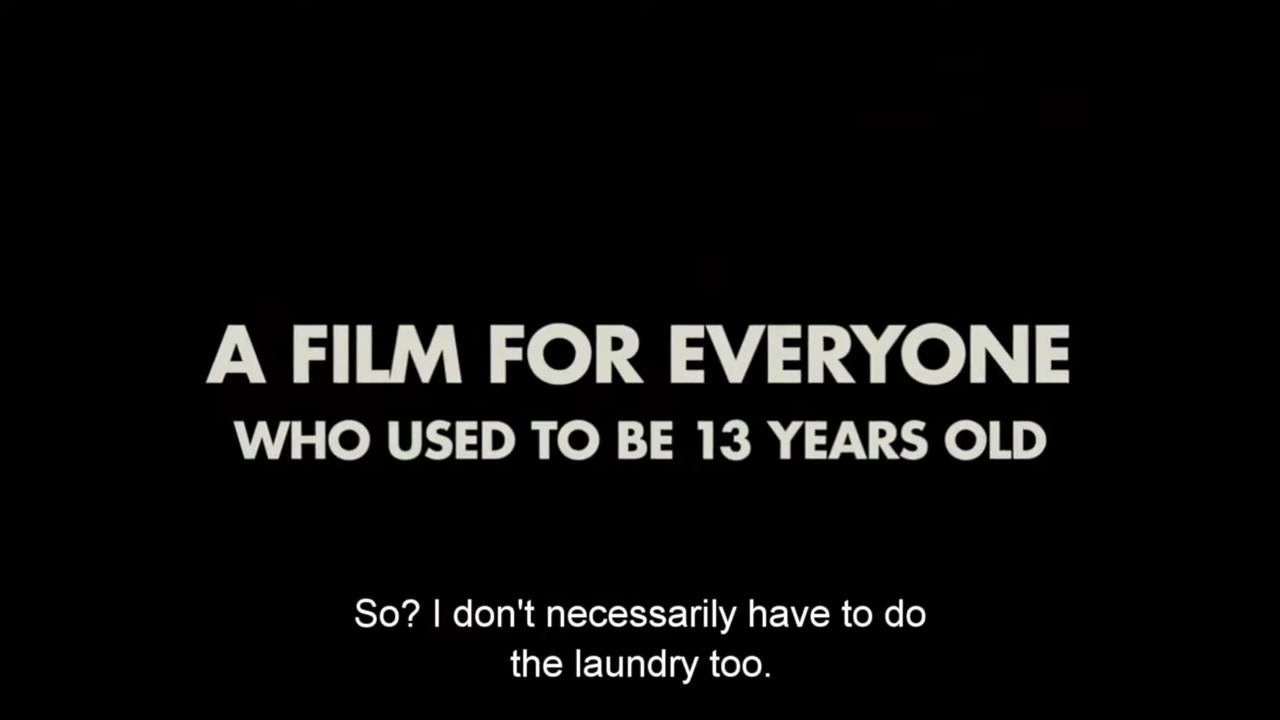 A FILM FOR EVERYONE
WHO USED TO BE 13 YEARS OLD
So? I don't necessarily have to do
the laundry too.